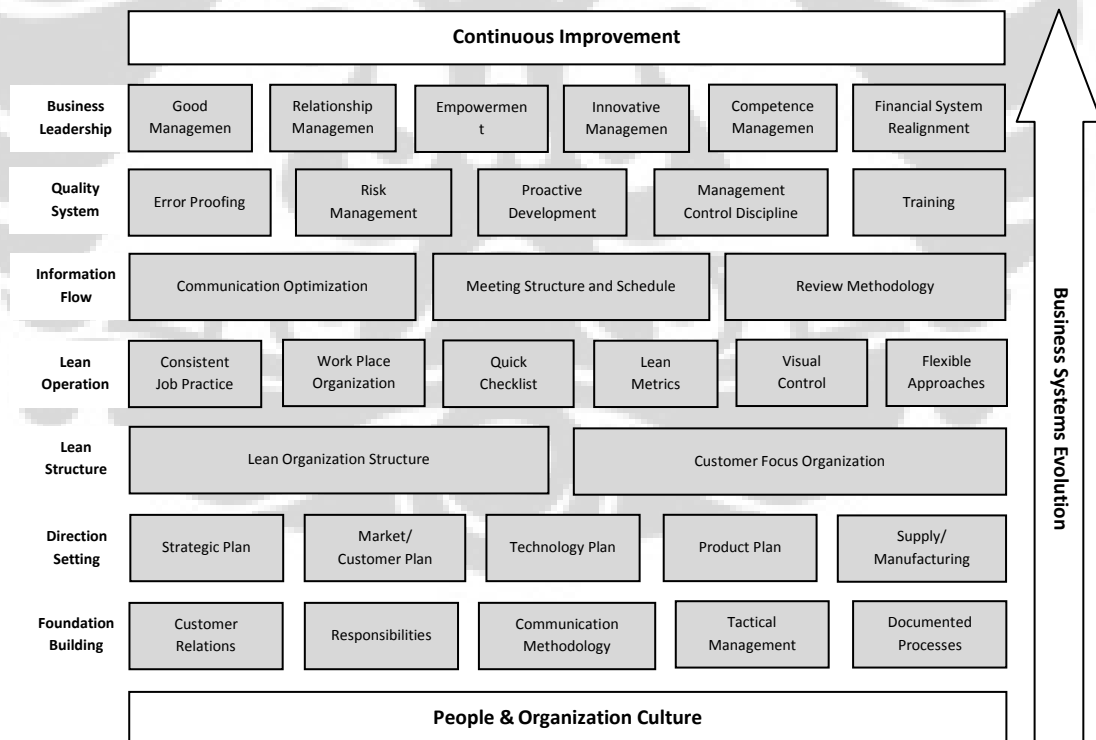 Continuous Improvement
Business
Leadership
Good
Managemen
Relationship
Managemen
Empowermen
t
Innovative
Managemen
Competence
Managemen
Financial System
Realignment
Quality
System
Error Proofing
Risk
Management
Proactive
Development
Management
Control Discipline
Training
Information
Flow
Communication Optimization
Meeting Structure and Schedule
Review Methodology
Lean
Operation
Consistent
Job Practice
Work Place
Organization
Quick
Checklist
Lean
Metrics
Visual
Control
Flexible
Approaches
Lean
Structure
Lean Organization Structure
Customer Focus Organization
Direction
Setting
Strategic Plan
Market/
Customer Plan
Technology Plan
Product Plan
Supply/
Manufacturing
Foundation
Building
Customer
Relations
Responsibilities
Communication
Methodology
Tactical
Management
Documented
Processes
People & Organization Culture
Business Systems Evolution